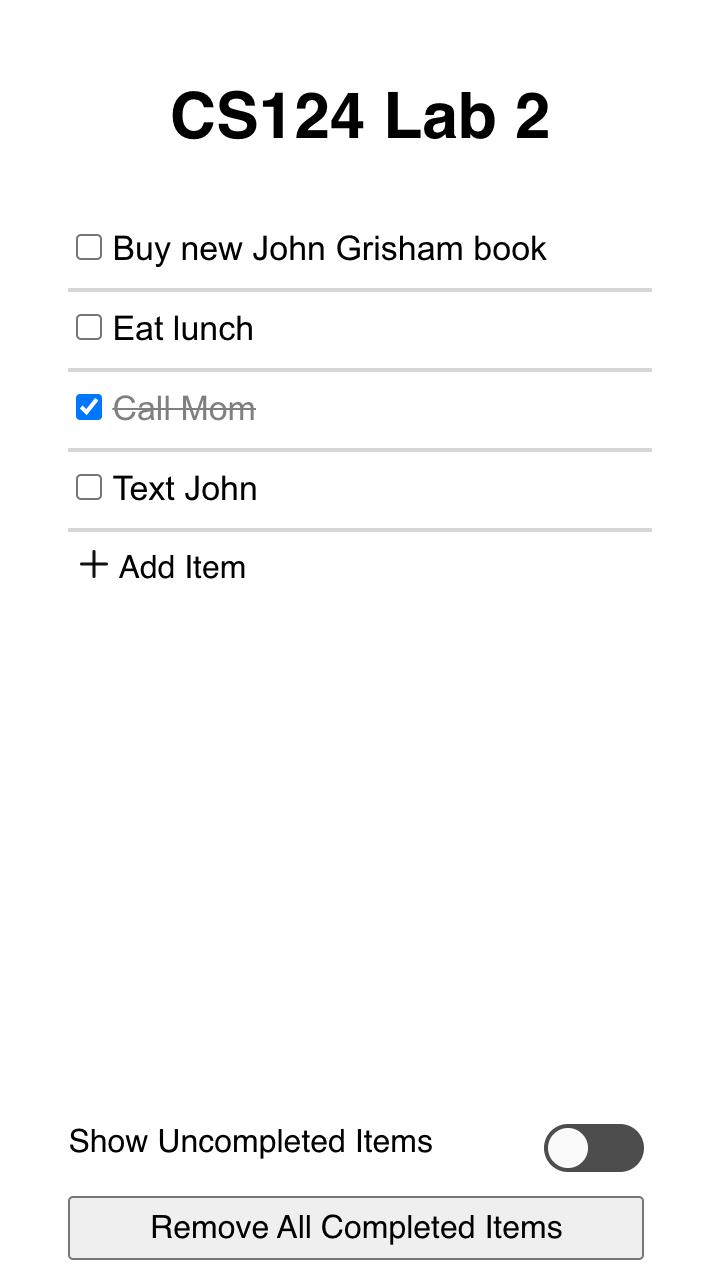 CS124 Lab 2
Buy new John Grisham book
Eat lunch
Call Mom
Text John
Add Item
Show Uncompleted Items
Remove All Completed Items